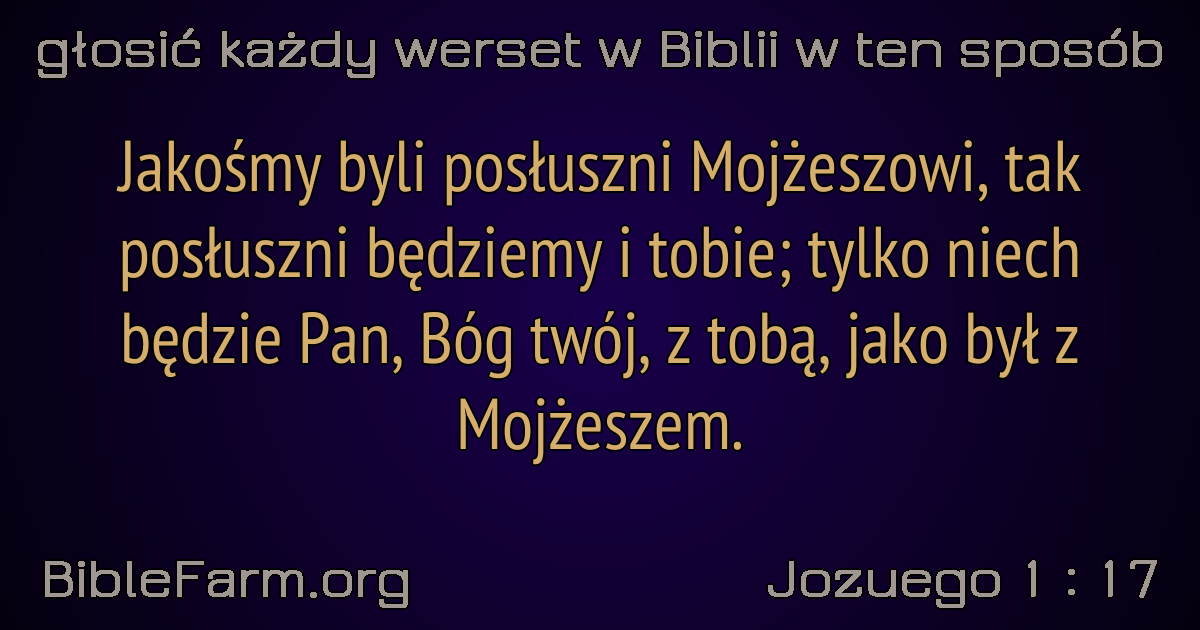 głosić każdy werset w Biblii w ten sposób
Jakośmy byli posłuszni Mojżeszowi, tak
posłuszni będziemy i tobie; tylko niech
będzie Pan, Bóg twój, z tobą, jako był z
Mojżeszem.
BibleFarm.org
Jozuego 1 : 17